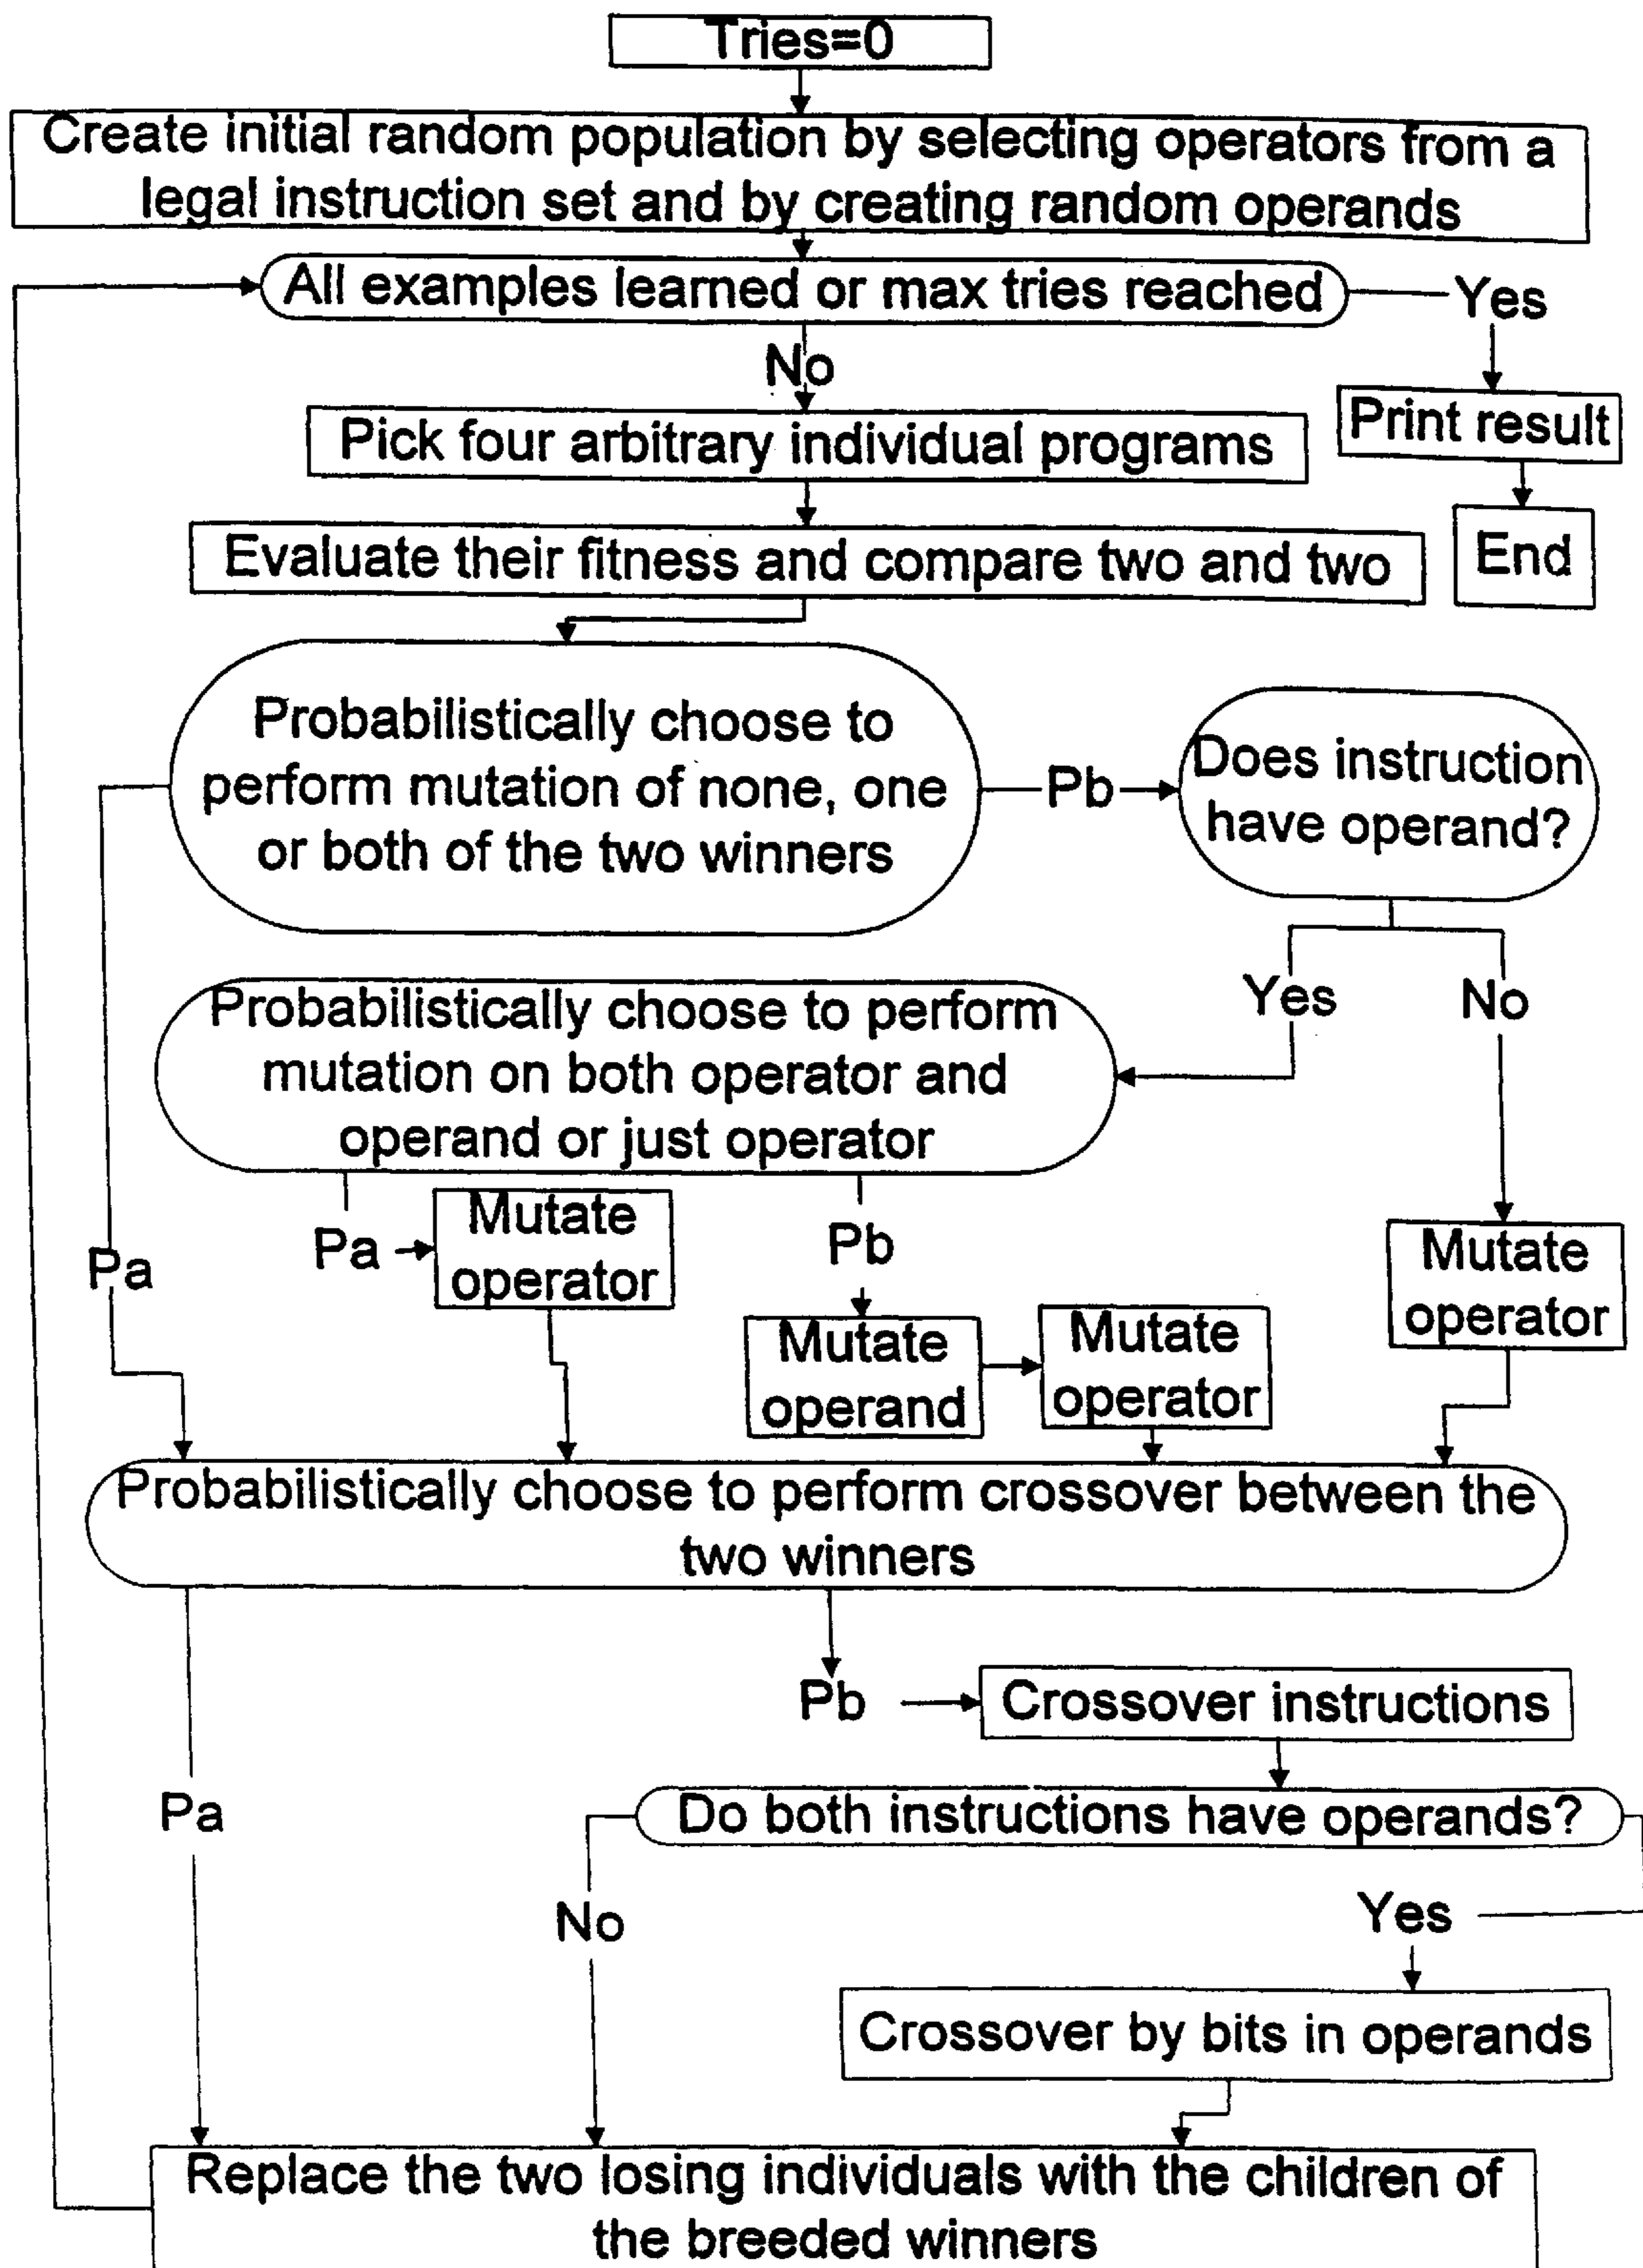 Tries=0
Create initial random population by selecting operators from a
legal instruction set and by creating random operands
All examples learned or max tries reached
Yes
No
Print result
Pick four arbitrary individual programs
End
Evaluate their fitness and compare two and two
Probabilistically choose to
perform mutation of none, one
or both of the two winners
Pb
Does instruction
have operand?
Yes
No
Probabilistically choose to perform
mutation on both operator and
operand or just operator
Pa
Pa
Mutate
operator
Pb
Mutate
operator
Mutate
operand
Mutate
operator
Probabilistically choose to perform crossover between the
two winners
Pb
Crossover instructions
Pa
Do both instructions have operands?
No
Yes
Crossover by bits in operands
Replace the two losing individuals with the children of
the breeded winners